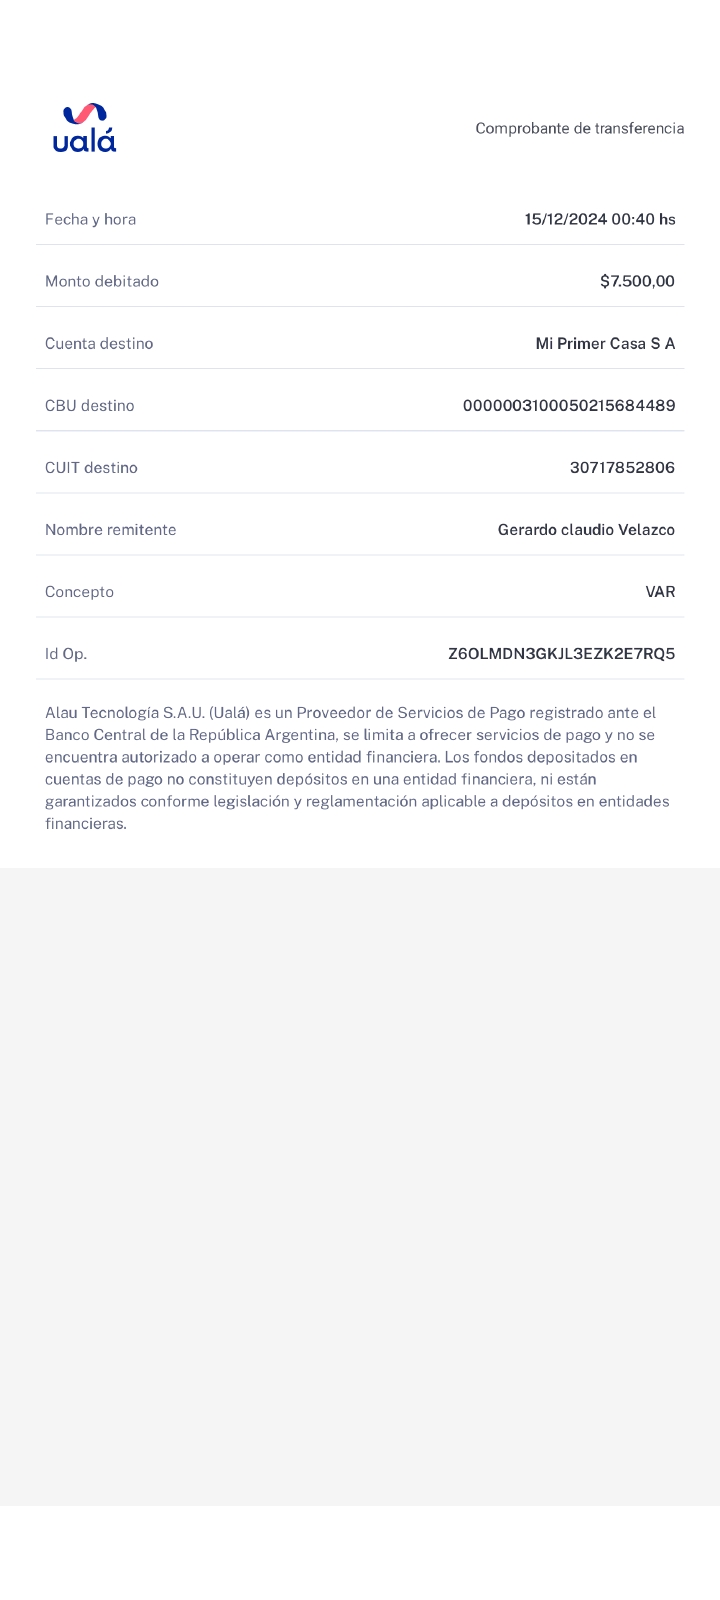 ualá
Comprobante de transferencia
Fecha y hora 15/12/2024 00:40 hs
Monto debitado $7.500,00
Cuenta destino Mi Primer Casa S A
CBU destino 0000003100050215684489
CUIT destino 30717852806
Nombre remitente Gerardo claudio Velazco
Concepto VAR
Id Op. Z6OLMDN3GKJL3EZK2E7RQ5
Alau Tecnología S.A.U. (Ualá) es un Proveedor de Servicios de Pago registrado ante el
Banco Central de la República Argentina, se limita a ofrecer servicios de pago y no se
encuentra autorizado a operar como entidad financiera. Los fondos depositados en
cuentas de pago no constituyen depósitos en una entidad financiera, ni están
garantizados conforme legislación y reglamentación aplicable a depósitos en entidades
financieras.